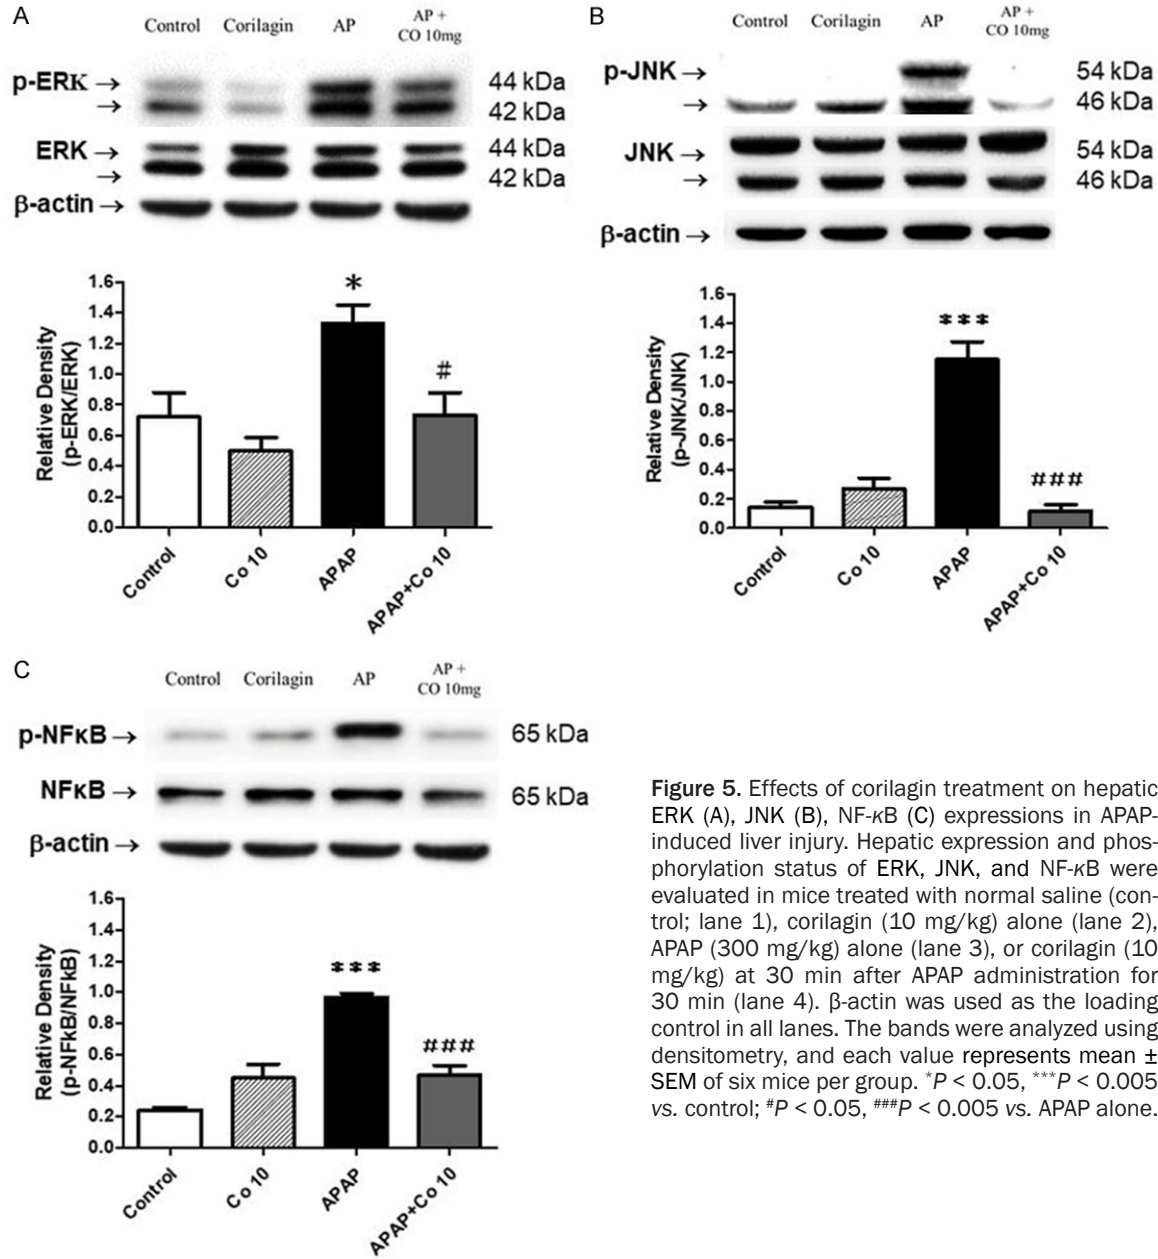 A
Control Corilagin AP AP +
CO 10mg
p-ERK → 44 kDa
→ 42 kDa
ERK → 44 kDa
→ 42 kDa
β-actin →
Relative Density
(p-ERK/ERK)
1.6
1.4
1.2
1.0
0.8
0.6
0.4
0.2
0.0
*
#
Control Co 10 APAP APAP+Co 10
B
Control Corilagin AP AP +
CO 10mg
p-JNK → 54 kDa
→ 46 kDa
JNK → 54 kDa
→ 46 kDa
β-actin →
Relative Density
(p-JNK/JNK)
1.6
1.4
1.2
1.0
0.8
0.6
0.4
0.2
0.0
***
###
Control Co 10 APAP APAP+Co 10
C
Control Corilagin AP AP +
CO 10mg
p-NFκB → 65 kDa
NFκB → 65 kDa
β-actin →
Relative Density
(p-NFkB/NFkB)
1.6
1.4
1.2
1.0
0.8
0.6
0.4
0.2
0.0
***
###
Control Co 10 APAP APAP+Co 10
Figure 5. Effects of corilagin treatment on hepatic
ERK (A), JNK (B), NF-κB (C) expressions in APAP-
induced liver injury. Hepatic expression and phos-
phorylation status of ERK, JNK, and NF-κB were
evaluated in mice treated with normal saline (con-
trol; lane 1), corilagin (10 mg/kg) alone (lane 2),
APAP (300 mg/kg) alone (lane 3), or corilagin (10
mg/kg) at 30 min after APAP administration for
30 min (lane 4). β-actin was used as the loading
control in all lanes. The bands were analyzed using
densitometry, and each value represents mean ±
SEM of six mice per group. *P < 0.05, ***P < 0.005
vs. control; #P < 0.05, ###P < 0.005 vs. APAP alone.